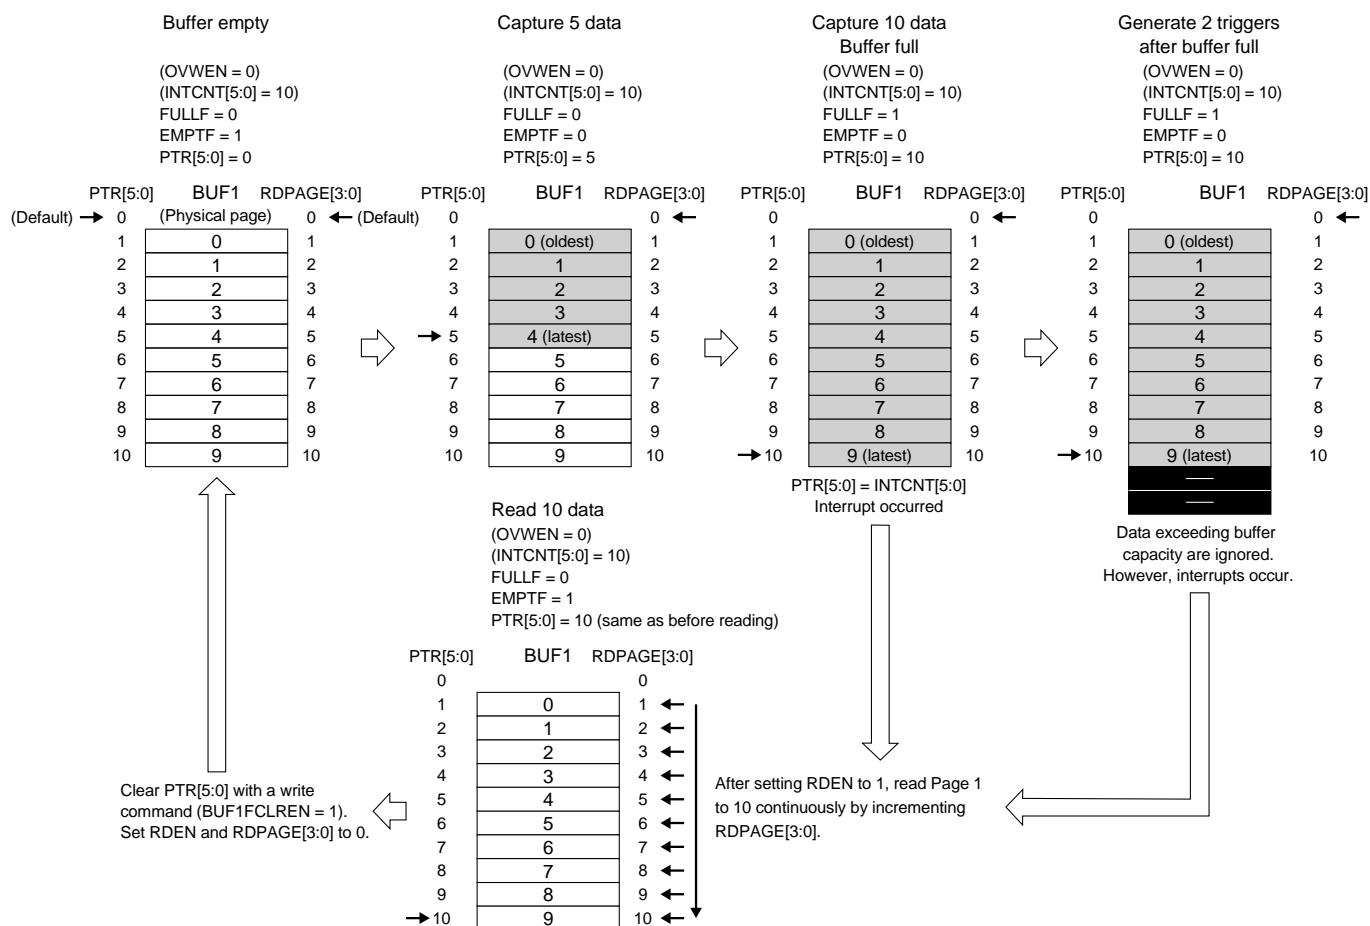 Buffer empty
(OVWEN = 0)
(INTCNT[5:0] = 10)
FULLF = 0
EMPTF = 1
PTR[5:0] = 0
PTR[5:0] BUF1 RDPAGE[3:0]
(Default) 0 (Physical page) 0 (Default)
1 0 1
2 1 2
3 2 3
4 3 4
5 4 5
6 5 6
7 6 7
8 7 8
9 8 9
10 9 10
Capture 5 data
(OVWEN = 0)
(INTCNT[5:0] = 10)
FULLF = 0
EMPTF = 0
PTR[5:0] = 5
PTR[5:0] BUF1 RDPAGE[3:0]
0 0
1 0 (oldest) 1
2 1 2
3 2 3
4 3 4
5 4 (latest) 5
6 5 6
7 6 7
8 7 8
9 8 9
10 9 10
Capture 10 data
Buffer full
(OVWEN = 0)
(INTCNT[5:0] = 10)
FULLF = 1
EMPTF = 0
PTR[5:0] = 10
PTR[5:0] BUF1 RDPAGE[3:0]
0 0
1 0 (oldest) 1
2 1 2
3 2 3
4 3 4
5 4 5
6 5 6
7 6 7
8 7 8
9 8 9
10 9 (latest) 10
PTR[5:0] = INTCNT[5:0]
Interrupt occurred
Generate 2 triggers
after buffer full
(OVWEN = 0)
(INTCNT[5:0] = 10)
FULLF = 1
EMPTF = 0
PTR[5:0] = 10
PTR[5:0] BUF1 RDPAGE[3:0]
0 0
1 0 (oldest) 1
2 1 2
3 2 3
4 3 4
5 4 5
6 5 6
7 6 7
8 7 8
9 8 9
10 9 (latest) 10
—
—
Data exceeding buffer
capacity are ignored.
However, interrupts occur.
Read 10 data
(OVWEN = 0)
(INTCNT[5:0] = 10)
FULLF = 0
EMPTF = 1
PTR[5:0] = 10 (same as before reading)
PTR[5:0] BUF1 RDPAGE[3:0]
0 0
1 0 1
2 1 2
3 2 3
4 3 4
5 4 5
6 5 6
7 6 7
8 7 8
9 8 9
10 9 10
After setting RDEN to 1, read Page 1
to 10 continuously by incrementing
RDPAGE[3:0].
Clear PTR[5:0] with a write
command (BUF1FCLREN = 1).
Set RDEN and RDPAGE[3:0] to 0.